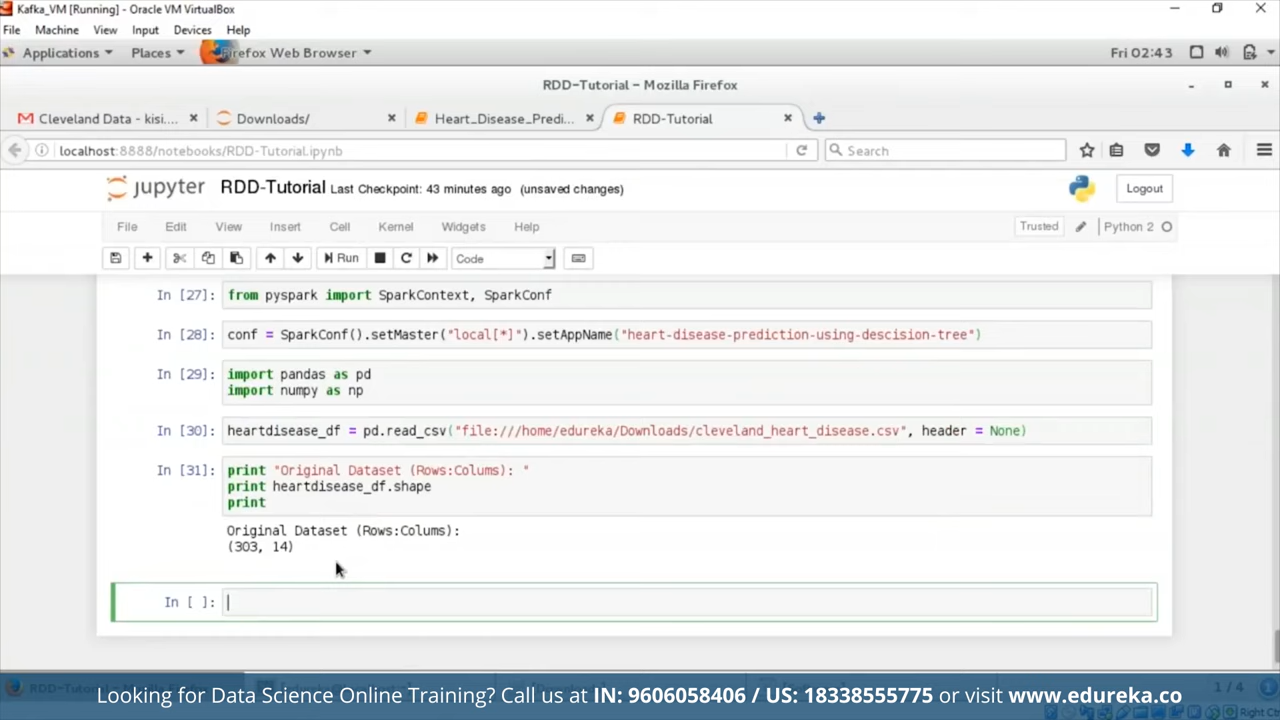 Kafka_VM [Running] - Oracle VM VirtualBox
File Machine View Input Devices Help
Applications Places Firefox Web Browser Fri 02:43
RDD-Tutorial - Mozilla Firefox
Cleveland Data - kisi.... Downloads/ Heart_Disease_Predi... RDD-Tutorial
localhost:8888/notebooks/RDD-Tutorial.ipynb Search
jupyter RDD-Tutorial Last Checkpoint: 43 minutes ago (unsaved changes) Logout
File Edit View Insert Cell Kernel Widgets Help Trusted Python 2
Run Code
In [27]: from pyspark import SparkContext, SparkConf
In [28]: conf = SparkConf().setMaster("local[*]").setAppName("heart-disease-prediction-using-descision-tree")
In [29]: import pandas as pd
import numpy as np
In [30]: heartdisease_df = pd.read_csv("file:///home/edureka/Downloads/cleveland_heart_disease.csv", header = None)
In [31]: print "Original Dataset (Rows:Colums): "
print heartdisease_df.shape
print
Original Dataset (Rows:Colums):
(303, 14)
In [ ]:
Looking for Data Science Online Training? Call us at IN: 9606058406 / US: 18338555775 or visit www.edureka.co
1 / 4
Right Ct